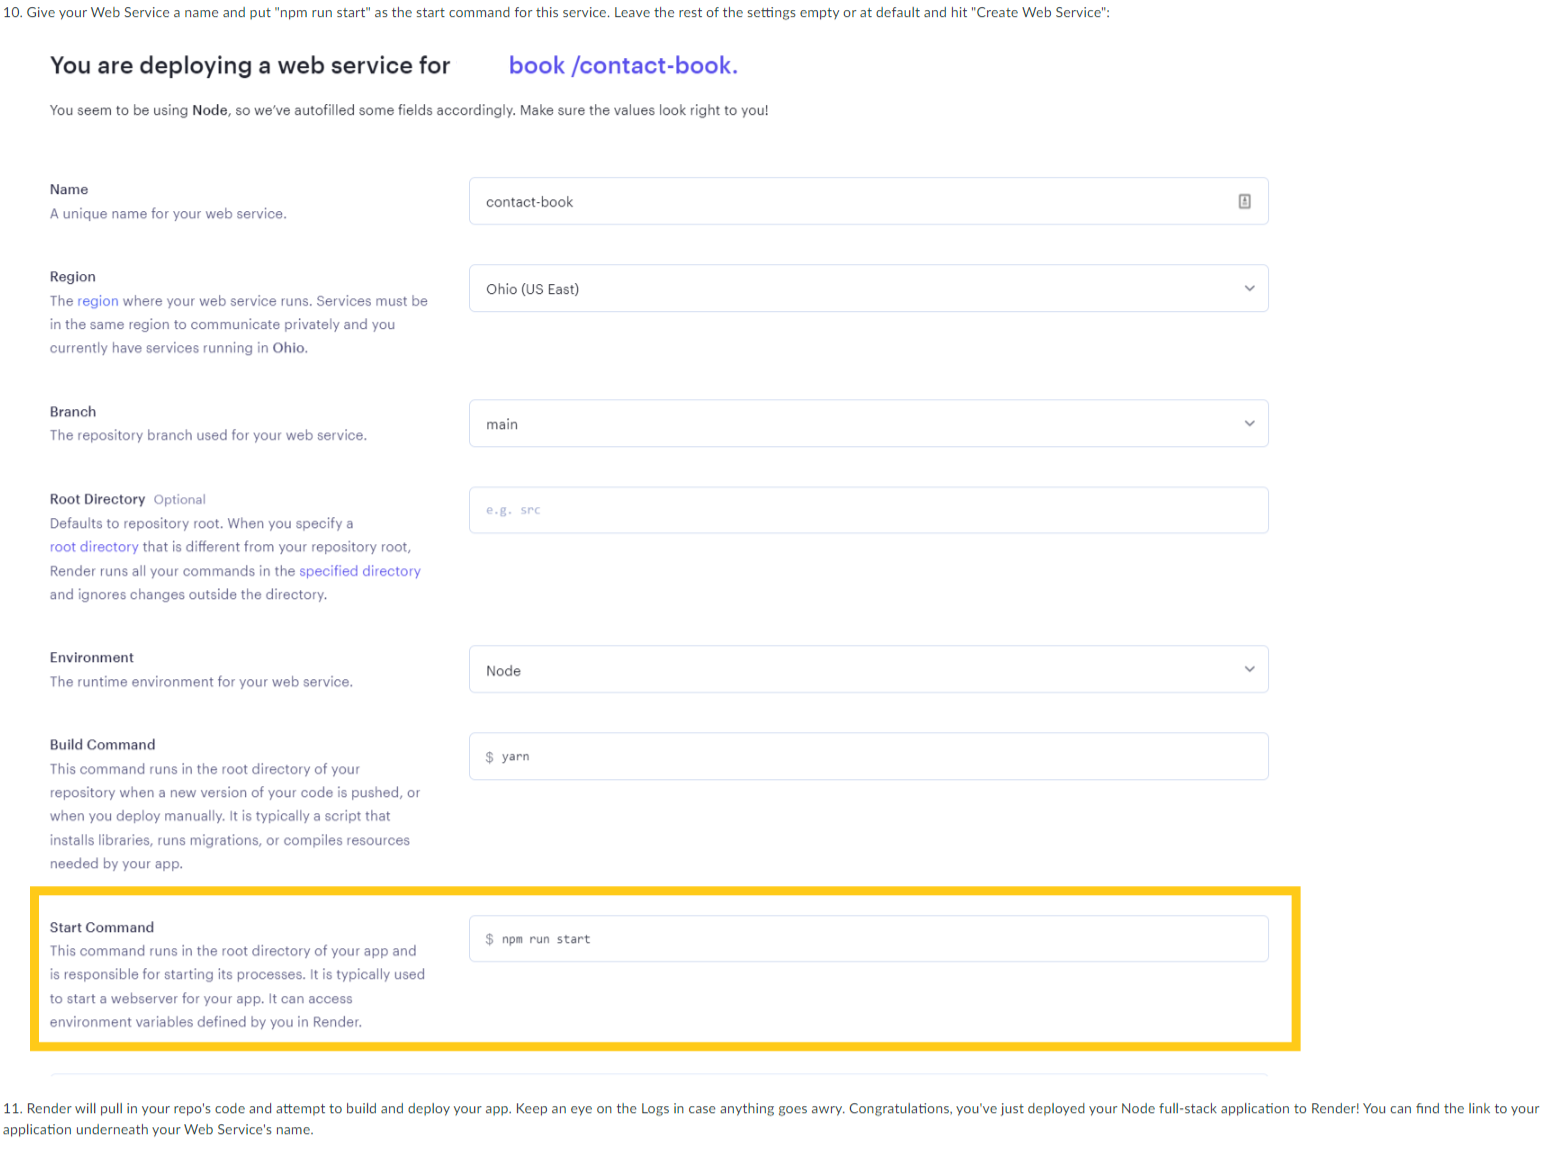 10. Give your Web Service a name and put "npm run start" as the start command for this service. Leave the rest of the settings empty or at default and hit "Create Web Service":
You are deploying a web service for book /contact-book.
You seem to be using Node, so we've autofilled some fields accordingly. Make sure the values look right to you!
Name
A unique name for your web service.
contact-book
Region
The region where your web service runs. Services must be
in the same region to communicate privately and you
currently have services running in Ohio.
Ohio (US East)
Branch
The repository branch used for your web service.
main
Root Directory Optional
Defaults to repository root. When you specify a
root directory that is different from your repository root,
Render runs all your commands in the specified directory
and ignores changes outside the directory.
e.g. src
Environment
The runtime environment for your web service.
Node
Build Command
This command runs in the root directory of your
repository when a new version of your code is pushed, or
when you deploy manually. It is typically a script that
installs libraries, runs migrations, or compiles resources
needed by your app.
$ yarn
Start Command
This command runs in the root directory of your app and
is responsible for starting its processes. It is typically used
to start a webserver for your app. It can access
environment variables defined by you in Render.
$ npm run start
11. Render will pull in your repo's code and attempt to build and deploy your app. Keep an eye on the Logs in case anything goes awry. Congratulations, you've just deployed your Node full-stack application to Render! You can find the link to your
application underneath your Web Service's name.